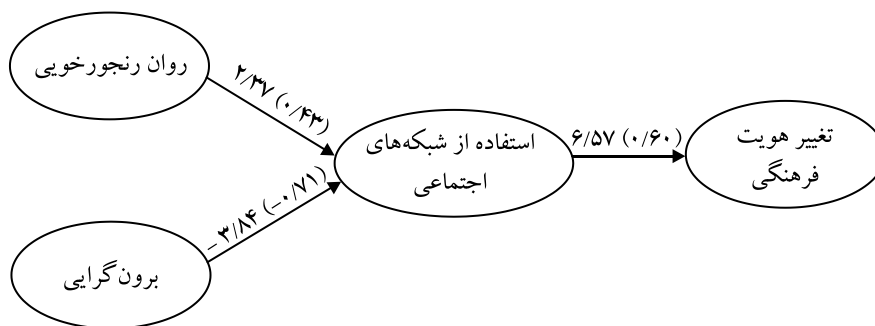 روان رنجورخویی
۲/۳۷ (۰/۴۳)
استفاده از شبکه‌های
اجتماعی
۶/۵۷ (۰/۶۰)
تغییر هویت
فرهنگی
−۳/۸۴ (−۰/۷۱)
برون‌گرایی